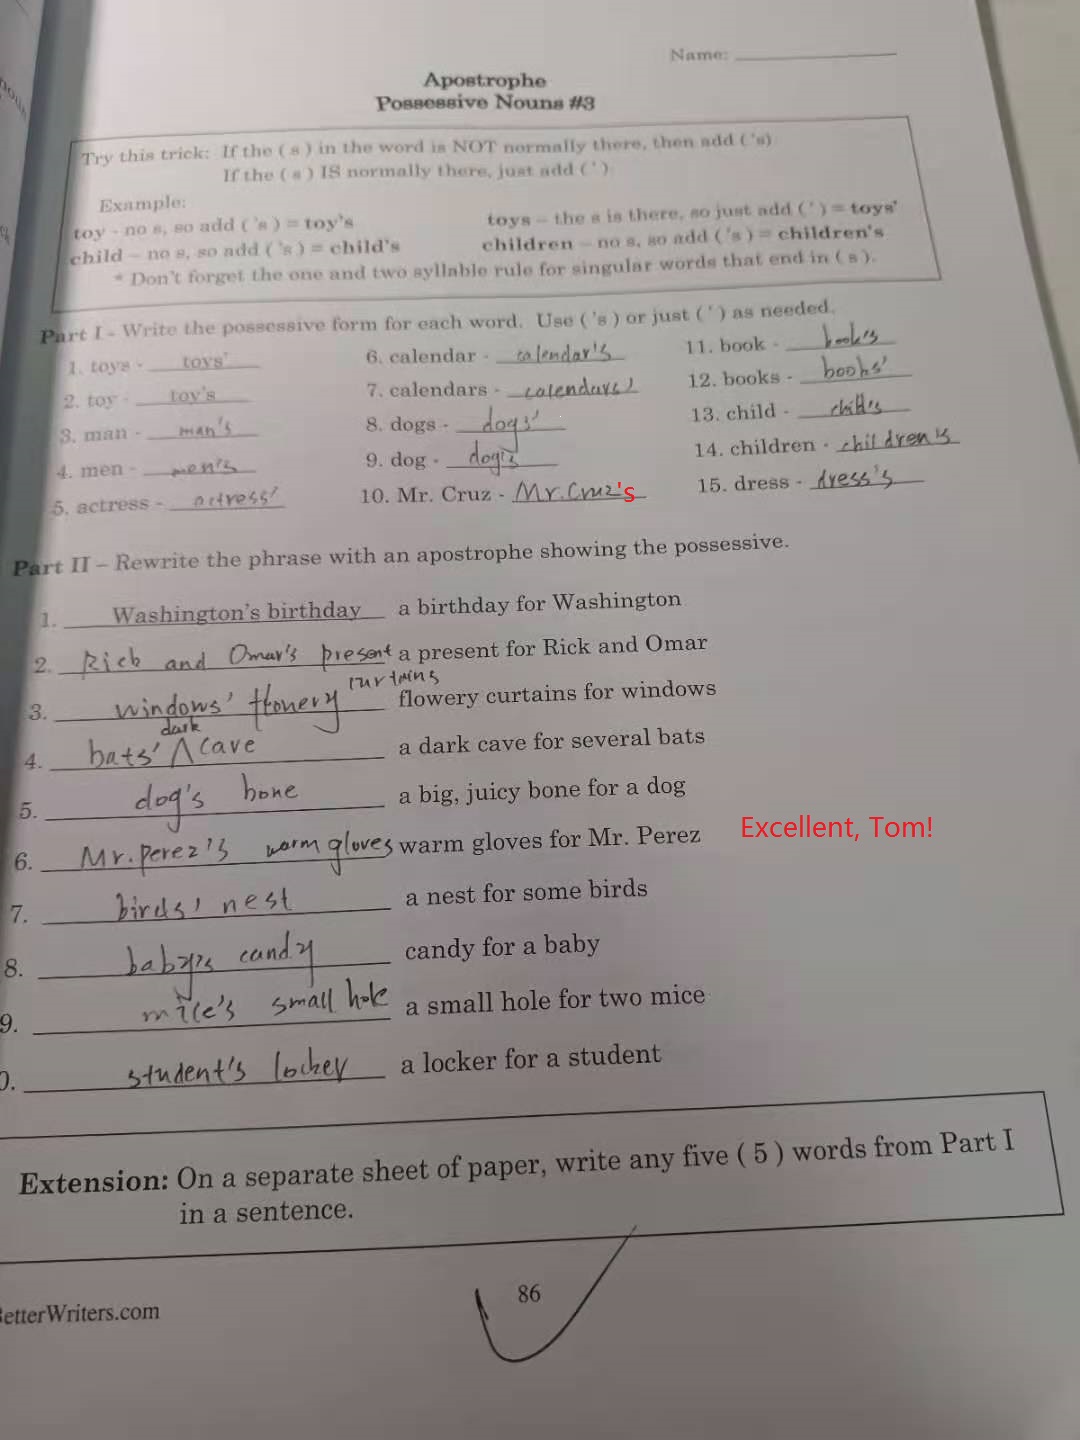 Name:
Apostrophe
Possessive Nouns #3
Try this trick: If the ( s ) in the word is NOT normally there, then add ( 's)
If the ( s ) IS normally there, just add ( ' )
Example:
toy - no s, so add ( 's ) = toy's
toys – the s is there, so just add ( ' ) = toys'
child – no s, so add ( 's ) = child's
children – no s, so add ( 's ) = children's
* Don't forget the one and two syllable rule for singular words that end in ( s ).
Part I - Write the possessive form for each word. Use ( 's ) or just ( ' ) as needed.
1. toys - toys'
2. toy - toy's
3. man - man's
4. men - men's
5. actress - actress'
6. calendar - calendar's
7. calendars - calendars'
8. dogs - dogs'
9. dog - dog's
10. Mr. Cruz - Mr. Cruz's
11. book - book's
12. books - books'
13. child - child's
14. children - children's
15. dress - dress's
Part II – Rewrite the phrase with an apostrophe showing the possessive.
1. Washington's birthday a birthday for Washington
2. Rick and Omar's present a present for Rick and Omar
curtains
3. windows' flowery flowery curtains for windows
dark
4. bats' cave a dark cave for several bats
5. dog's bone a big, juicy bone for a dog
6. Mr. perez's warm gloves warm gloves for Mr. Perez
Excellent, Tom!
7. birds' nest a nest for some birds
8. baby's candy candy for a baby
9. mice's small hole a small hole for two mice
0. student's locker a locker for a student
Extension: On a separate sheet of paper, write any five ( 5 ) words from Part I
in a sentence.
86
etterWriters.com